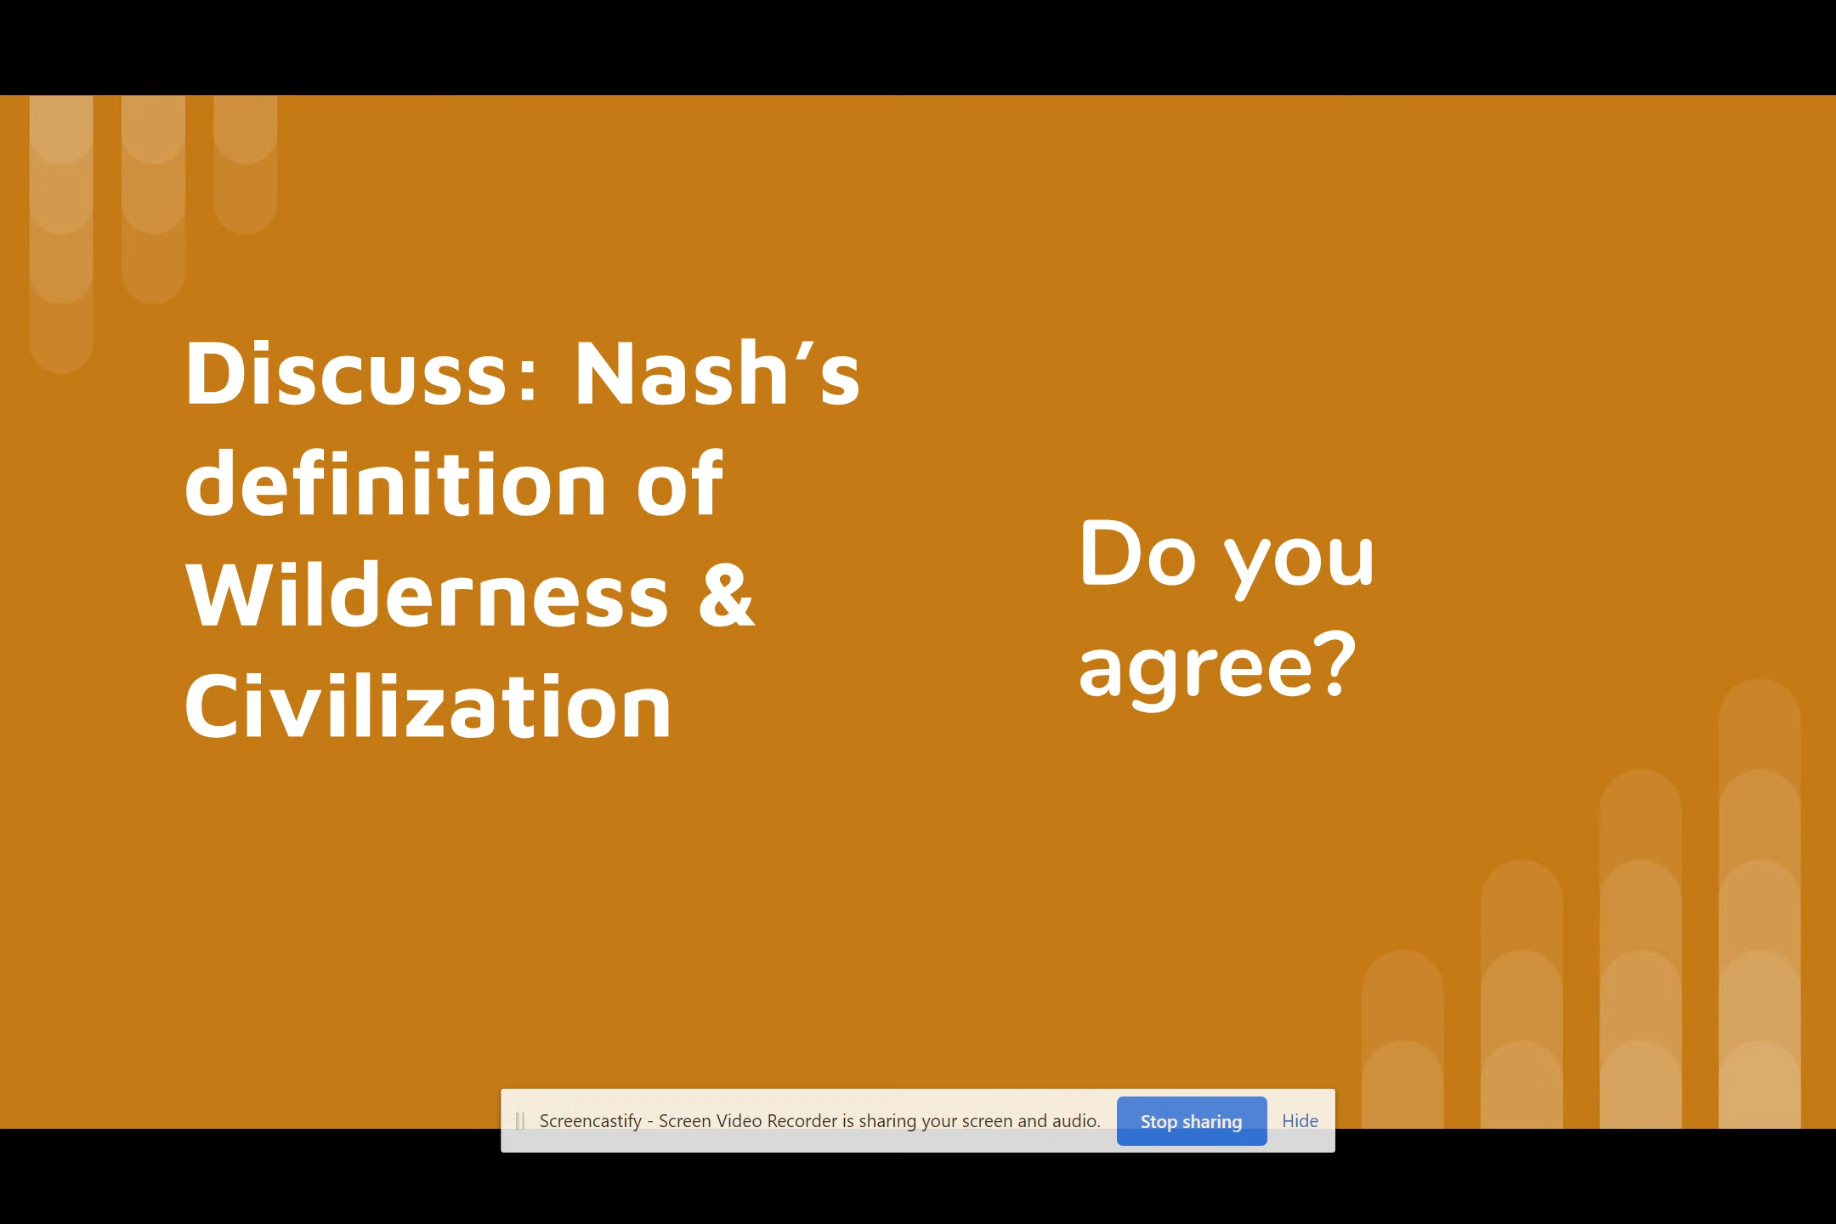 Discuss: Nash’s
definition of
Wilderness &
Civilization
Do you
agree?
Screencastify - Screen Video Recorder is sharing your screen and audio. Stop sharing Hide